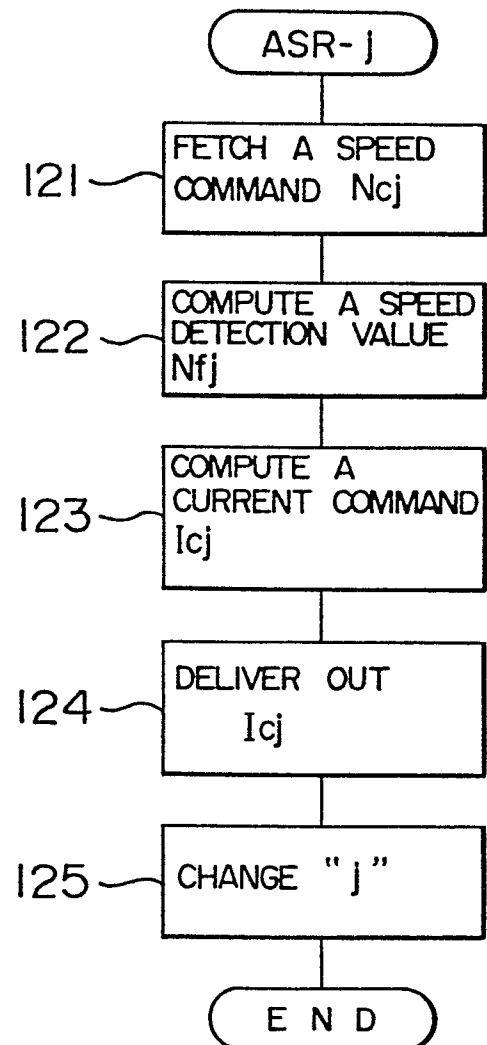 ASR-j
121
FETCH A SPEED
COMMAND Ncj
122
COMPUTE A SPEED
DETECTION VALUE
Nfj
123
COMPUTE A
CURRENT COMMAND
Icj
124
DELIVER OUT
Icj
125
CHANGE "j"
END